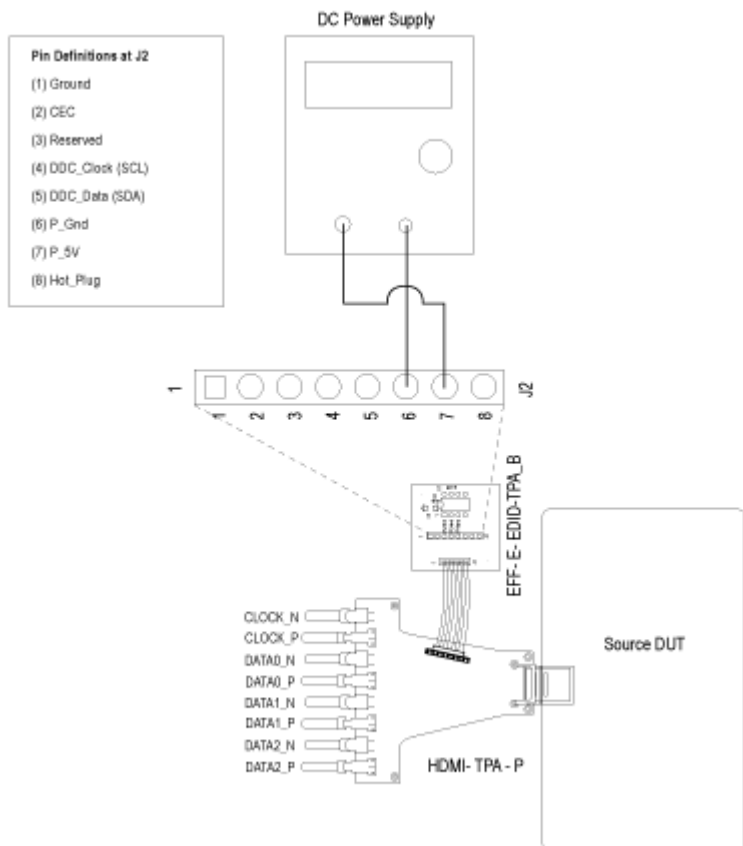 DC Power Supply
Pin Definitions at J2
(1) Ground
(2) CEC
(3) Reserved
(4) DDC_Clock (SCL)
(5) DDC_Data (SDA)
(6) P_Gnd
(7) P_5V
(8) Hot_Plug
1
J2
1 2 3 4 5 6 7 8
EFF- E- EDID-TPA_B
CLOCK_N
CLOCK_P
DATA0_N
DATA0_P
DATA1_N
DATA1_P
DATA2_N
DATA2_P
HDMI- TPA - P
Source DUT